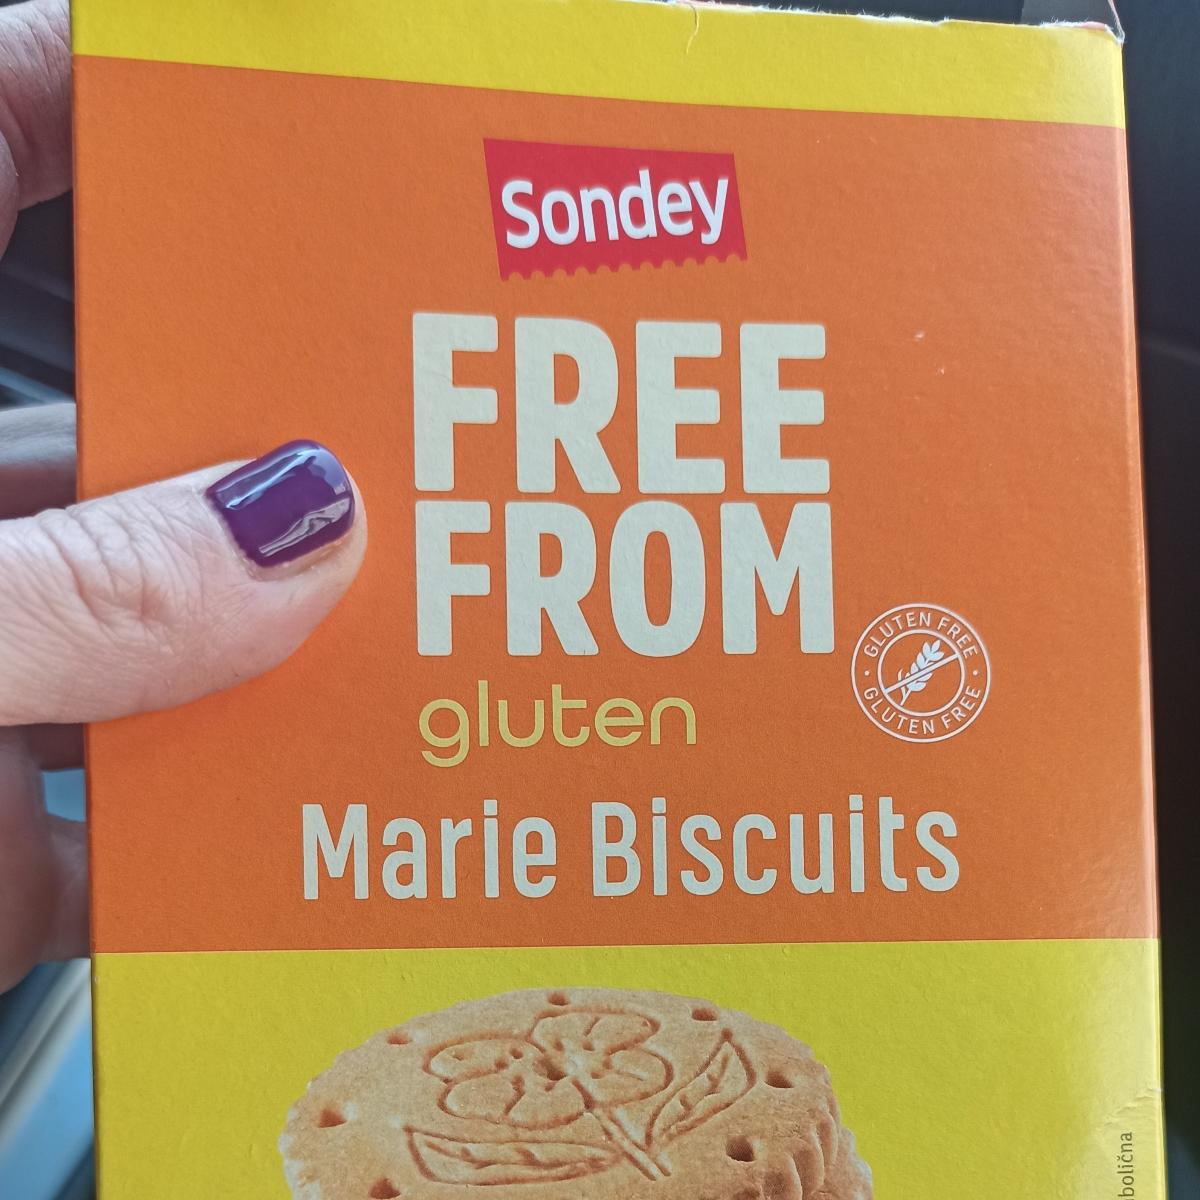 Sondey
FREE
FROM
gluten
GLUTEN FREE
GLUTEN FREE
Marie Biscuits